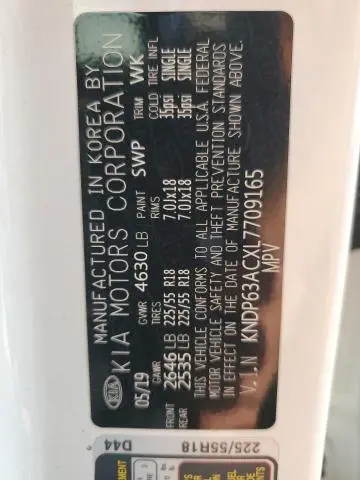 MANUFACTURED IN KOREA BY
KIA KIA MOTORS CORPORATION
05/19 GVWR 4630LB PAINT SWP TRIM WK
GAWR TIRES RIMS COLD TIRE INFL
FRONT 2646LB 225/55 R18 7.0Jx18 35psi SINGLE
REAR 2535LB 225/55 R18 7.0Jx18 35psi SINGLE
THIS VEHICLE CONFORMS TO ALL APPLICABLE U.S.A. FEDERAL
MOTOR VEHICLE SAFETY AND THEFT PREVENTION STANDARDS
IN EFFECT ON THE DATE OF MANUFACTURE SHOWN ABOVE.
V.I.N KNDP63ACXL7709165
MPV
D44 225/55R18